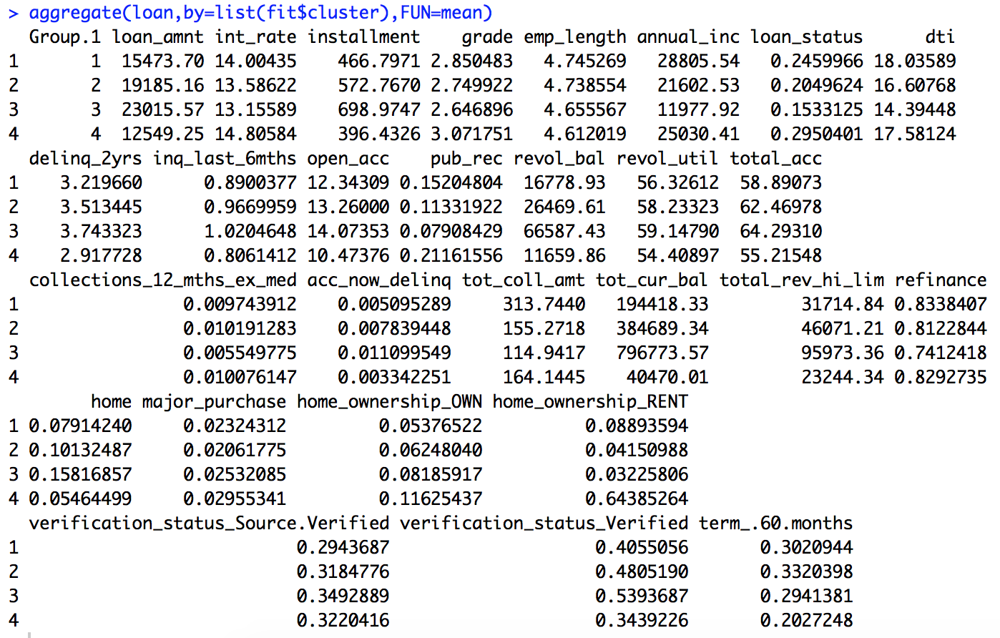 > aggregate(loan,by=list(fit$cluster),FUN=mean)
Group.1 loan_amnt int_rate installment grade emp_length annual_inc loan_status dti
1 1 15473.70 14.00435 466.7971 2.850483 4.745269 28805.54 0.2459966 18.03589
2 2 19185.16 13.58622 572.7670 2.749922 4.738554 21602.53 0.2049624 16.60768
3 3 23015.57 13.15589 698.9747 2.646896 4.655567 11977.92 0.1533125 14.39448
4 4 12549.25 14.80584 396.4326 3.071751 4.612019 25030.41 0.2950401 17.58124
delinq_2yrs inq_last_6mths open_acc pub_rec revol_bal revol_util total_acc
1 3.219660 0.8900377 12.34309 0.15204804 16778.93 56.32612 58.89073
2 3.513445 0.9669959 13.26000 0.11331922 26469.61 58.23323 62.46978
3 3.743323 1.0204648 14.07353 0.07908429 66587.43 59.14790 64.29310
4 2.917728 0.8061412 10.47376 0.21161556 11659.86 54.40897 55.21548
collections_12_mths_ex_med acc_now_delinq tot_coll_amt tot_cur_bal total_rev_hi_lim refinance
1 0.009743912 0.005095289 313.7440 194418.33 31714.84 0.8338407
2 0.010191283 0.007839448 155.2718 384689.34 46071.21 0.8122844
3 0.005549775 0.011099549 114.9417 796773.57 95973.36 0.7412418
4 0.010076147 0.003342251 164.1445 40470.01 23244.34 0.8292735
home major_purchase home_ownership_OWN home_ownership_RENT
1 0.07914240 0.02324312 0.05376522 0.08893594
2 0.10132487 0.02061775 0.06248040 0.04150988
3 0.15816857 0.02532085 0.08185917 0.03225806
4 0.05464499 0.02955341 0.11625437 0.64385264
verification_status_Source.Verified verification_status_Verified term_.60.months
1 0.2943687 0.4055056 0.3020944
2 0.3184776 0.4805190 0.3320398
3 0.3492889 0.5393687 0.2941381
4 0.3220416 0.3439226 0.2027248